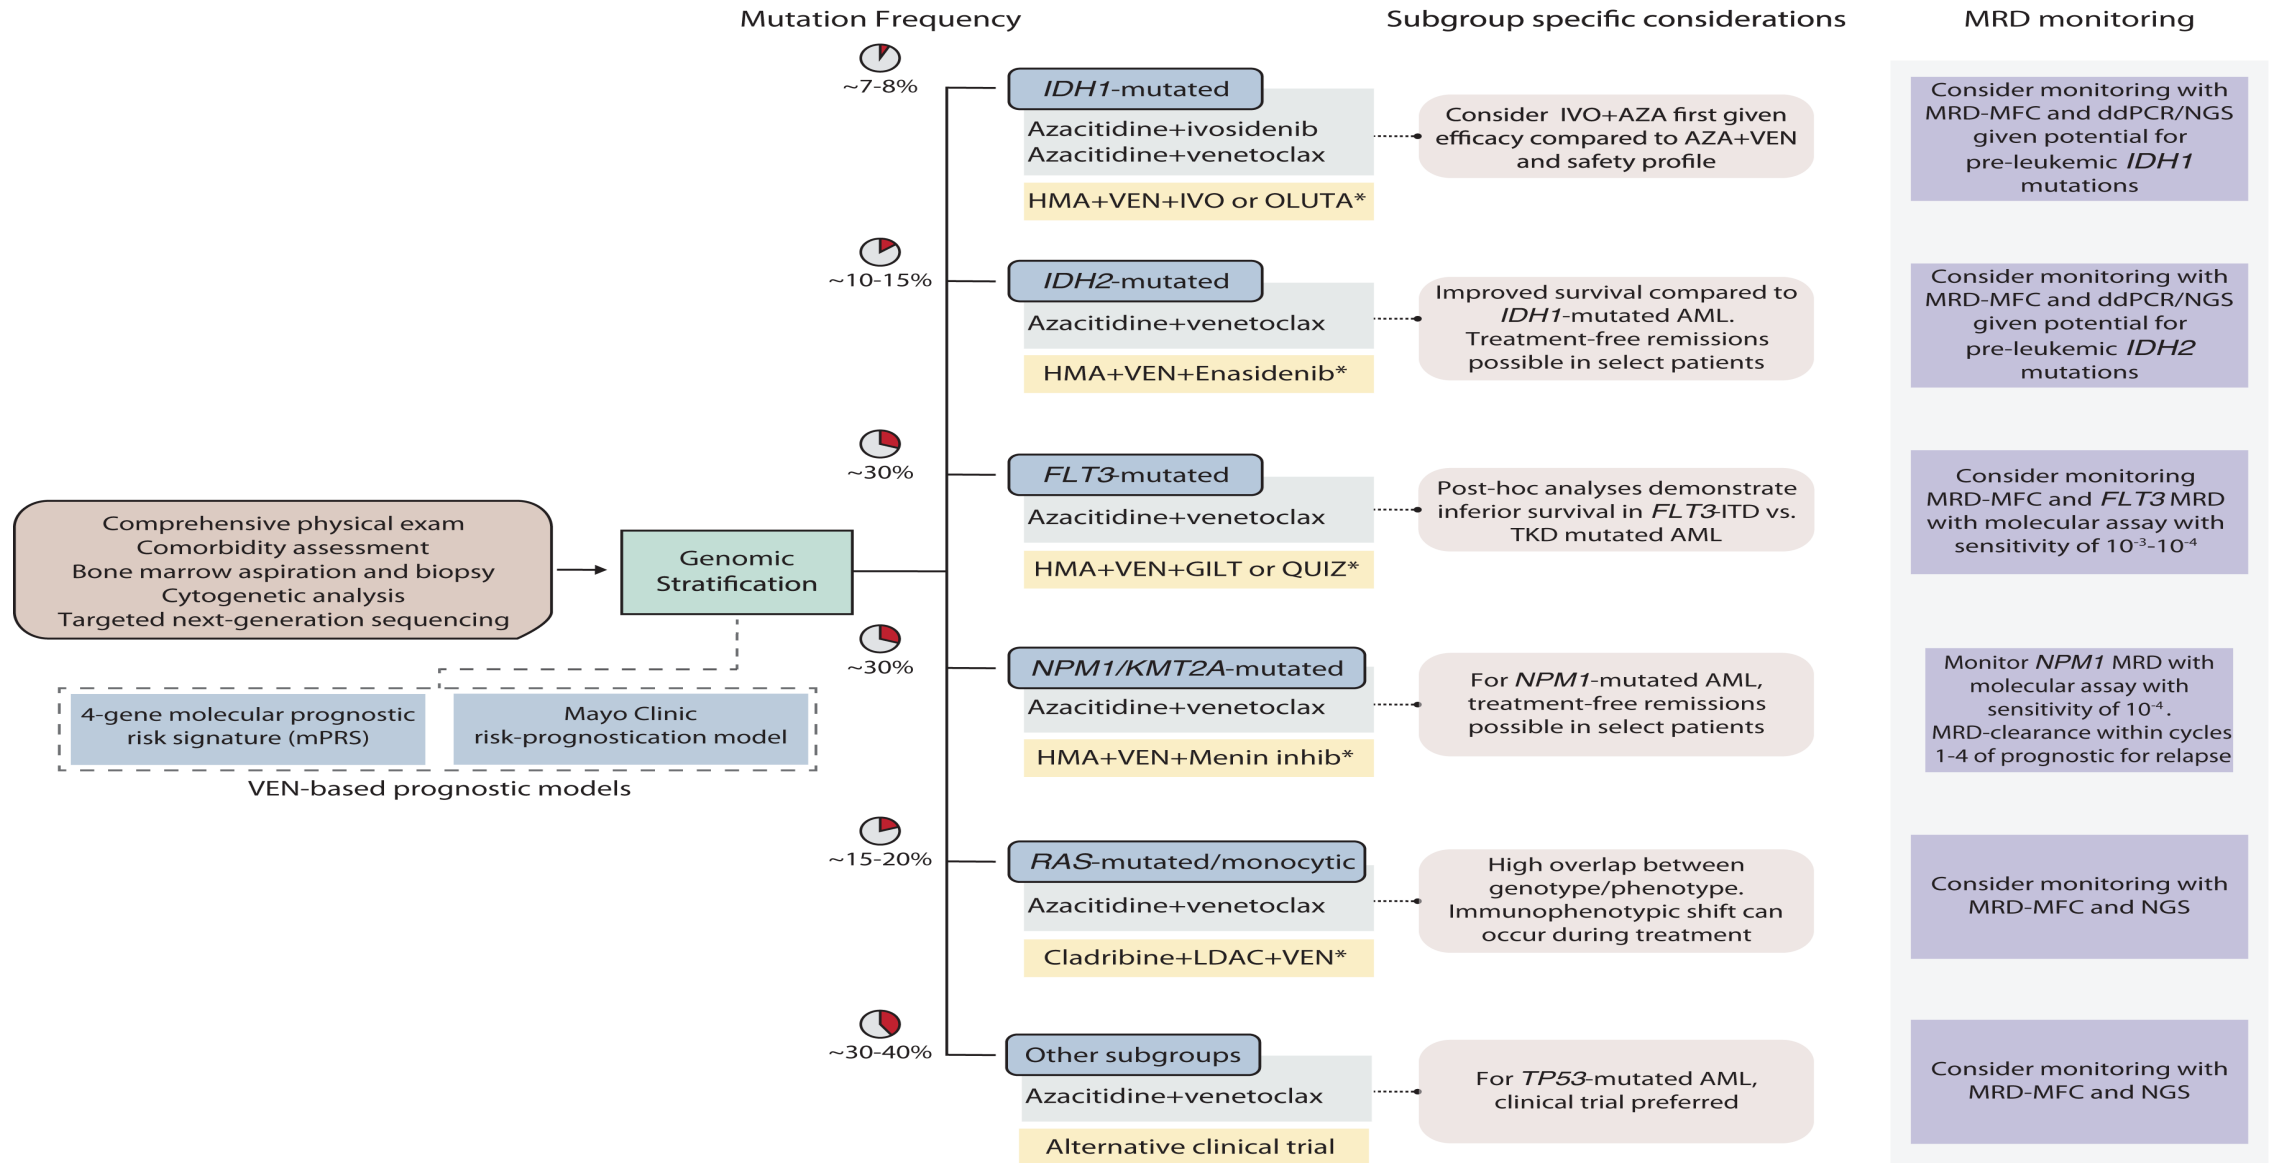 Mutation Frequency
Subgroup specific considerations
MRD monitoring
~7-8%
IDH1-mutated
Azacitidine+ivosidenib
Azacitidine+venetoclax
HMA+VEN+IVO or OLUTA*
Consider IVO+AZA first given
efficacy compared to AZA+VEN
and safety profile
Consider monitoring with
MRD-MFC and ddPCR/NGS
given potential for
pre-leukemic IDH1
mutations
~10-15%
IDH2-mutated
Azacitidine+venetoclax
HMA+VEN+Enasidenib*
Improved survival compared to
IDH1-mutated AML.
Treatment-free remissions
possible in select patients
Consider monitoring with
MRD-MFC and ddPCR/NGS
given potential for
pre-leukemic IDH2
mutations
~30%
FLT3-mutated
Azacitidine+venetoclax
HMA+VEN+GILT or QUIZ*
Post-hoc analyses demonstrate
inferior survival in FLT3-ITD vs.
TKD mutated AML
Consider monitoring
MRD-MFC and FLT3 MRD
with molecular assay with
sensitivity of 10⁻³-10⁻⁴
Comprehensive physical exam
Comorbidity assessment
Bone marrow aspiration and biopsy
Cytogenetic analysis
Targeted next-generation sequencing
Genomic
Stratification
4-gene molecular prognostic
risk signature (mPRS)
Mayo Clinic
risk-prognostication model
VEN-based prognostic models
~30%
NPM1/KMT2A-mutated
Azacitidine+venetoclax
HMA+VEN+Menin inhib*
For NPM1-mutated AML,
treatment-free remissions
possible in select patients
Monitor NPM1 MRD with
molecular assay with
sensitivity of 10⁻⁴.
MRD-clearance within cycles
1-4 of prognostic for relapse
~15-20%
RAS-mutated/monocytic
Azacitidine+venetoclax
Cladribine+LDAC+VEN*
High overlap between
genotype/phenotype.
Immunophenotypic shift can
occur during treatment
Consider monitoring with
MRD-MFC and NGS
~30-40%
Other subgroups
Azacitidine+venetoclax
Alternative clinical trial
For TP53-mutated AML,
clinical trial preferred
Consider monitoring with
MRD-MFC and NGS